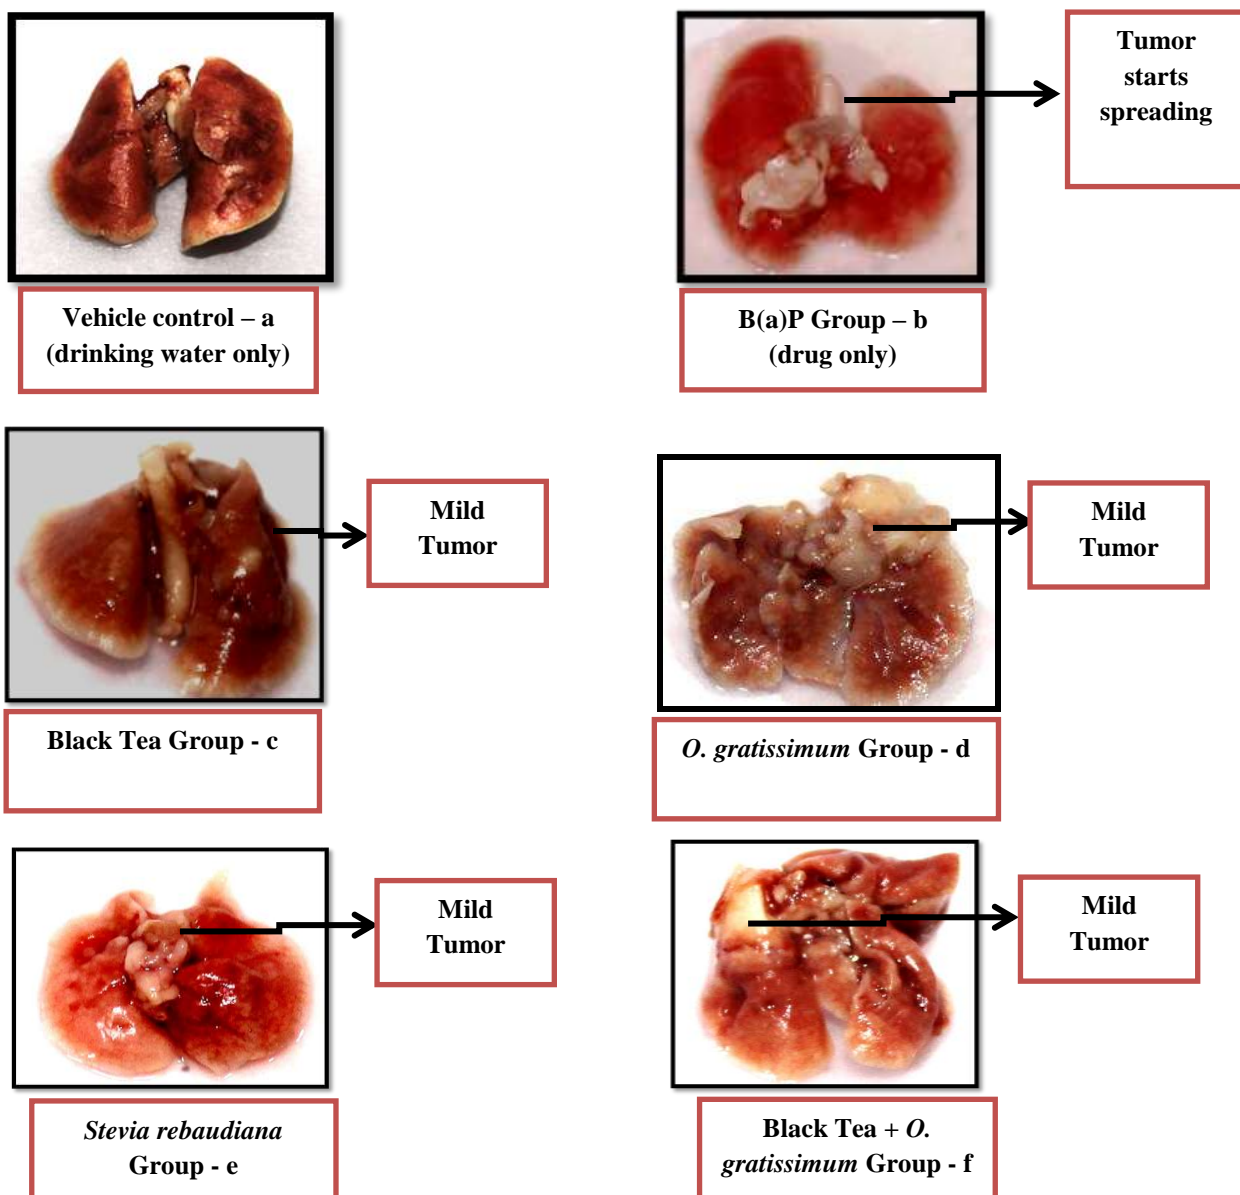 Tumor
starts
spreading
Vehicle control – a
(drinking water only)
B(a)P Group – b
(drug only)
Mild
Tumor
Mild
Tumor
Black Tea Group - c
O. gratissimum Group - d
Mild
Tumor
Mild
Tumor
Stevia rebaudiana
Group - e
Black Tea + O.
gratissimum Group - f